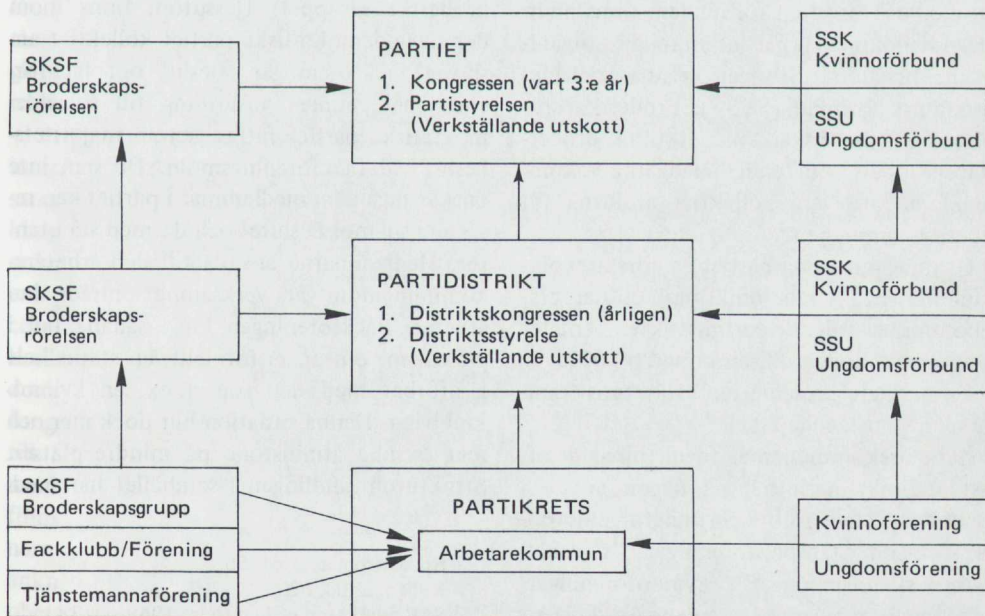 SKSF
Broderskaps-
rörelsen
PARTIET
1. Kongressen (vart 3:e år)
2. Partistyrelsen
(Verkställande utskott)
SSK
Kvinnoförbund
SSU
Ungdomsförbund
SKSF
Broderskaps-
rörelsen
PARTIDISTRIKT
1. Distriktskongressen (årligen)
2. Distriktsstyrelse
(Verkställande utskott)
SSK
Kvinnoförbund
SSU
Ungdomsförbund
SKSF
Broderskapsgrupp
Fackklubb/Förening
Tjänstemannaförening
PARTIKRETS
Arbetarekommun
Kvinnoförening
Ungdomsförening